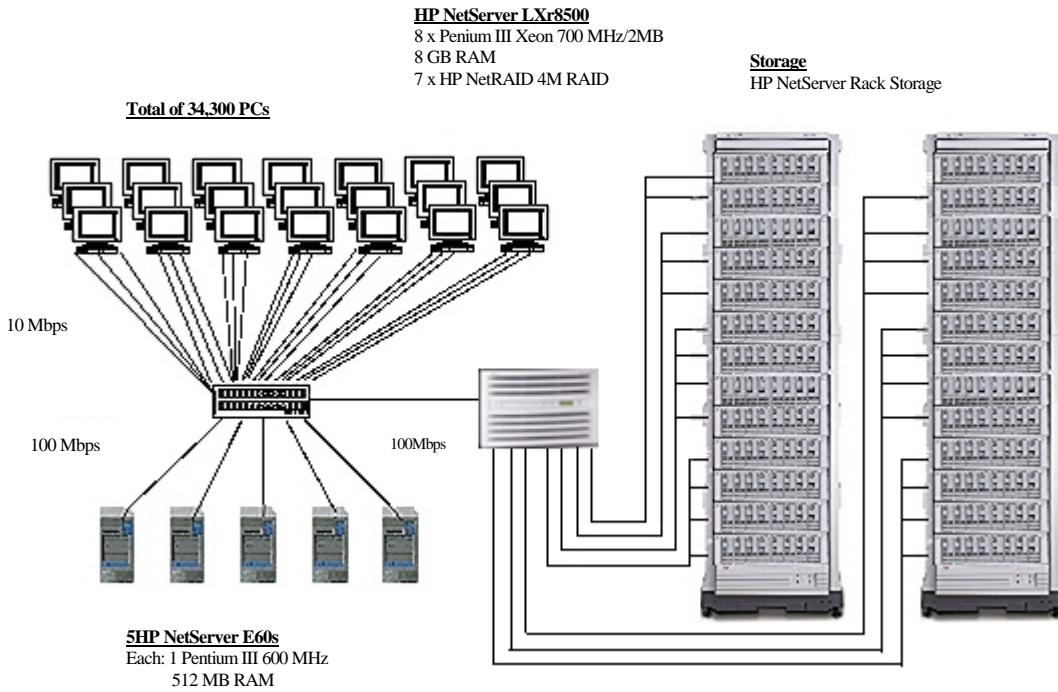 HP NetServer LXr8500
8 x Penium III Xeon 700 MHz/2MB
8 GB RAM
7 x HP NetRAID 4M RAID
Storage
HP NetServer Rack Storage
Total of 34,300 PCs
10 Mbps
100 Mbps
100Mbps
5HP NetServer E60s
Each: 1 Pentium III 600 MHz
512 MB RAM